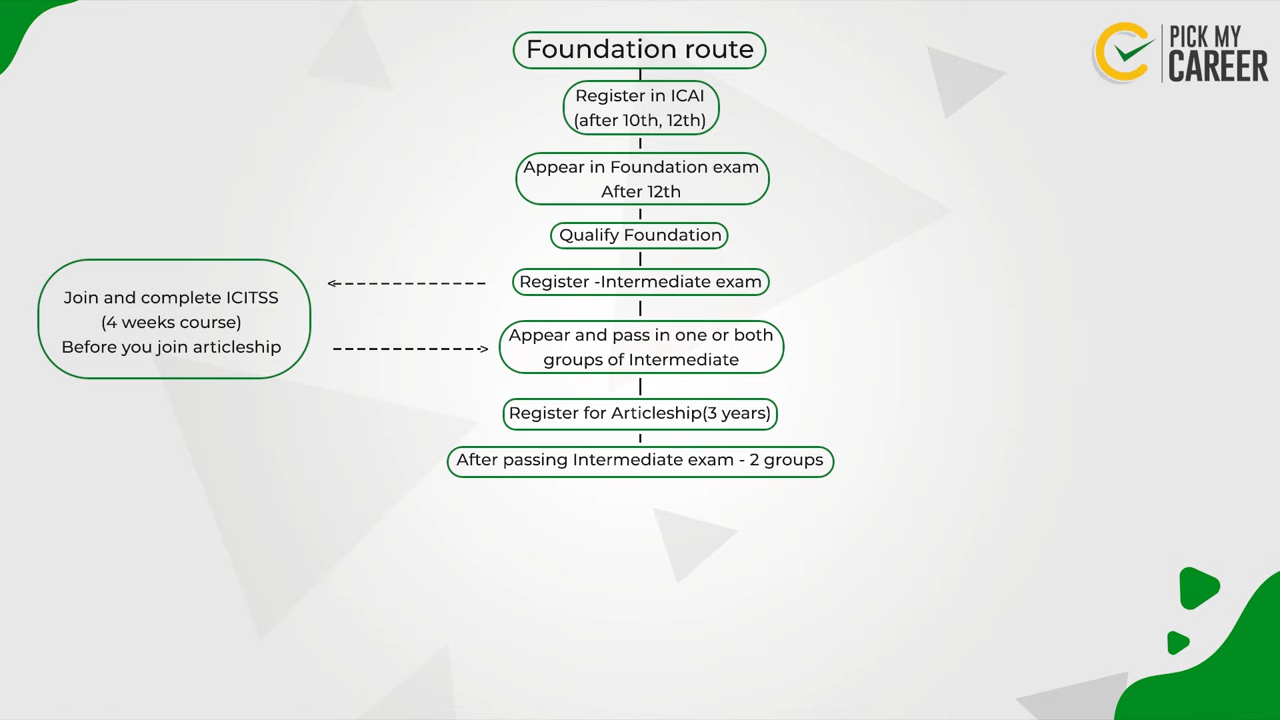 Foundation route
PICK MY
CAREER
Register in ICAI
(after 10th, 12th)
Appear in Foundation exam
After 12th
Qualify Foundation
Register -Intermediate exam
Join and complete ICITSS
(4 weeks course)
Before you join articleship
Appear and pass in one or both
groups of Intermediate
Register for Articleship(3 years)
After passing Intermediate exam - 2 groups